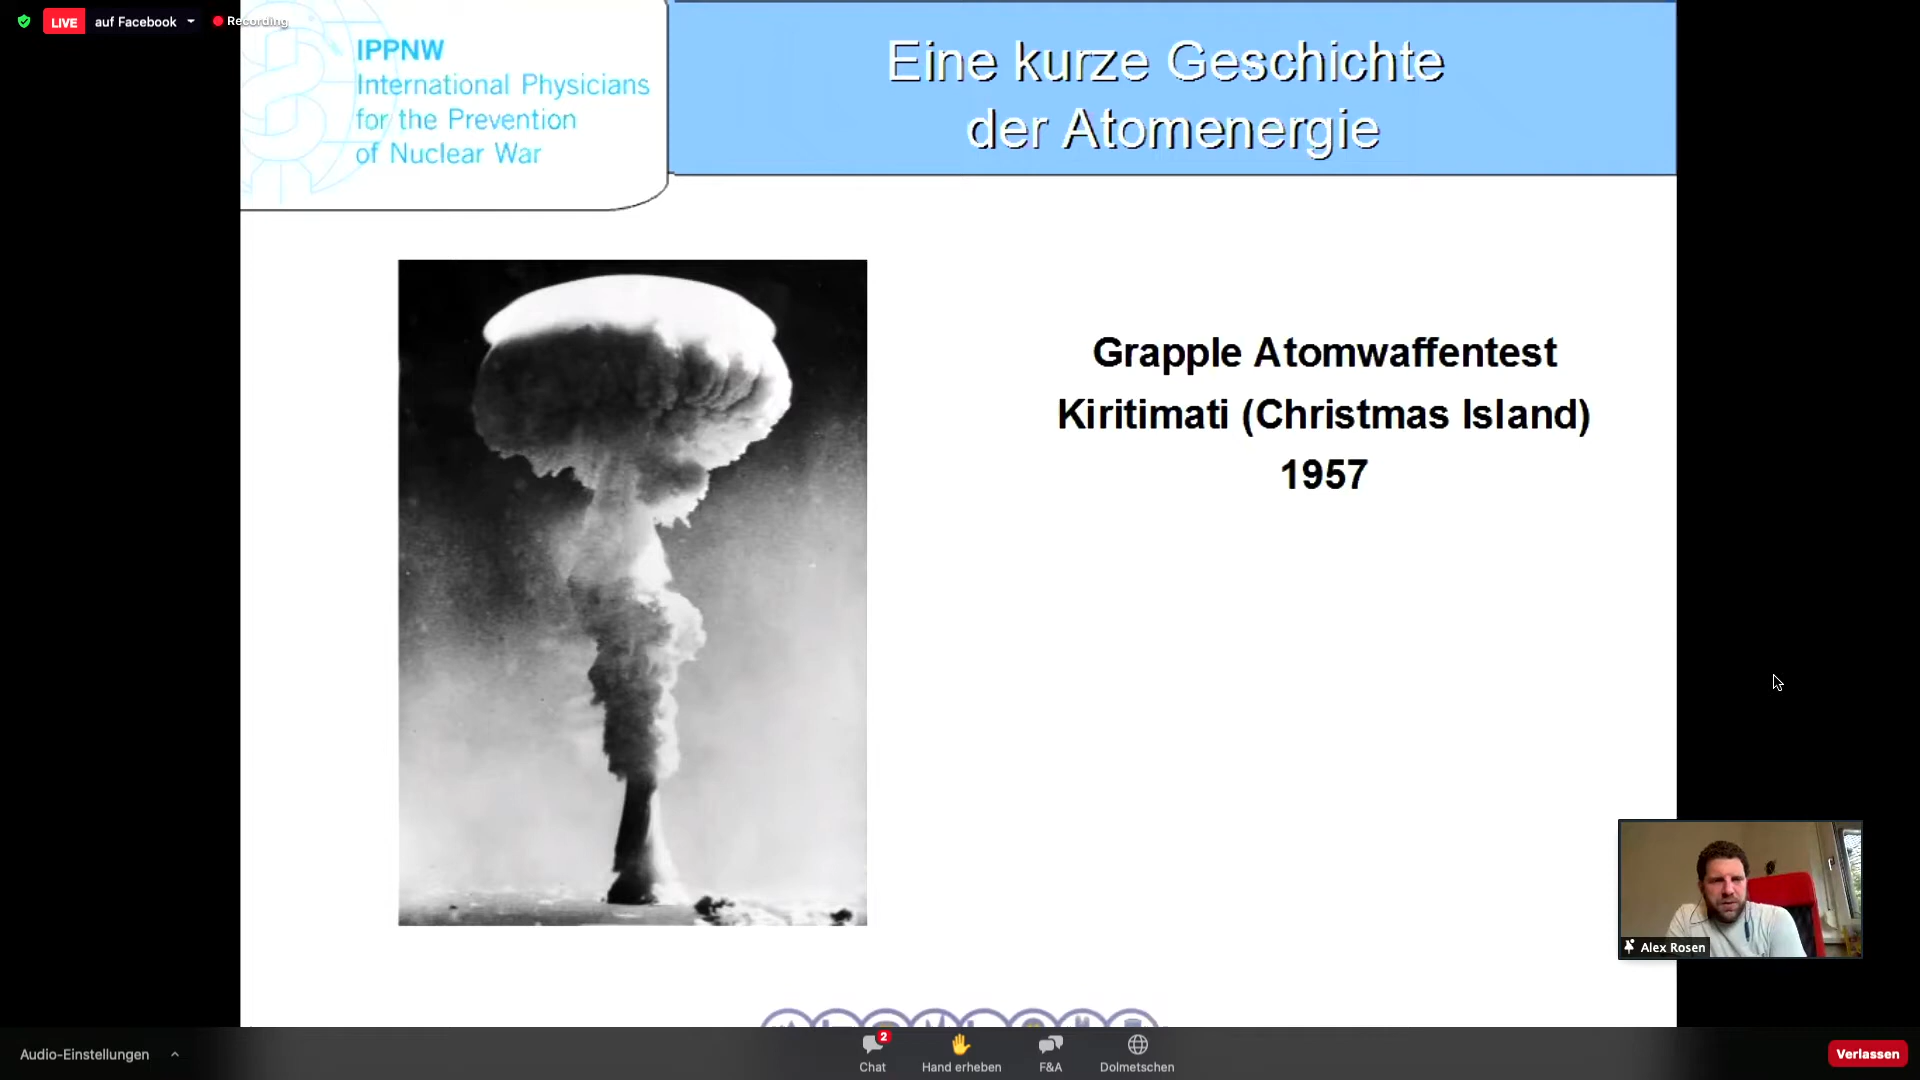 LIVE auf Facebook Recording
IPPNW
International Physicians
for the Prevention
of Nuclear War
Eine kurze Geschichte
der Atomenergie
Grapple Atomwaffentest
Kiritimati (Christmas Island)
1957
Alex Rosen
Audio-Einstellungen
2
Chat
Hand erheben
F&A
Dolmetschen
Verlassen